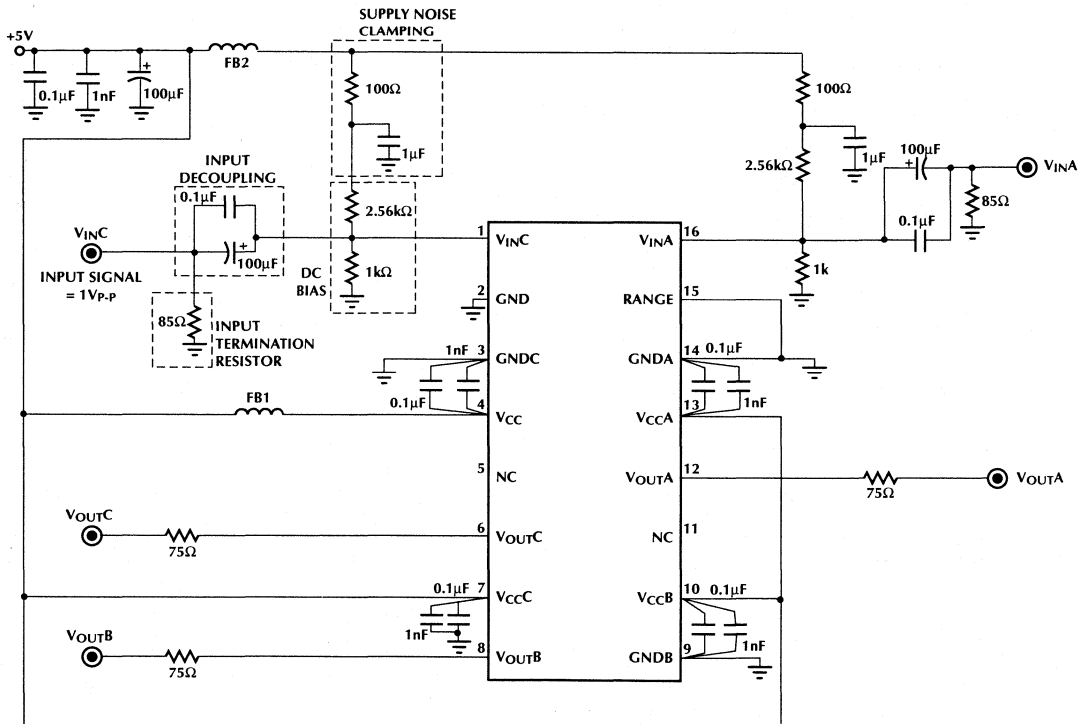 SUPPLY NOISE
CLAMPING
+5V
FB2
0.1µF
1nF
+
100µF
100Ω
1µF
100Ω
1µF
2.56kΩ
100µF
+
VINA
85Ω
0.1µF
1k
INPUT
DECOUPLING
0.1µF
+
100µF
2.56kΩ
1kΩ
DC
BIAS
VINC
INPUT SIGNAL
= 1VP-P
85Ω
INPUT
TERMINATION
RESISTOR
1 VINC
VINA 16
2 GND
RANGE 15
1nF 3 GNDC
GNDA 14 0.1µF
0.1µF 4 VCC
VCCA 13 1nF
FB1
5 NC
VOUTA 12
75Ω
VOUTA
VOUTC
75Ω
6 VOUTC
NC 11
0.1µF 7 VCCC
1nF
VCCB 10 0.1µF
1nF
VOUTB
75Ω
8 VOUTB
GNDB 9